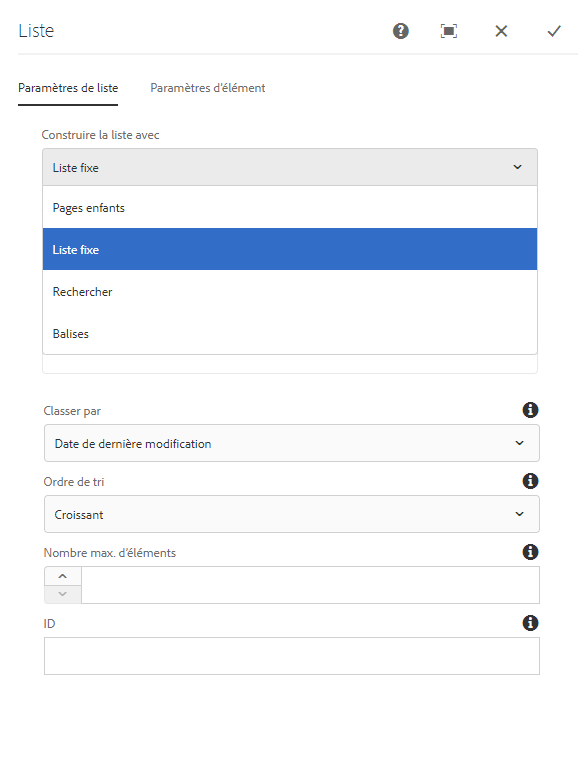 Liste
Paramètres de liste
Paramètres d'élément
Construire la liste avec
Liste fixe
Pages enfants
Liste fixe
Rechercher
Balises
Classer par
Date de dernière modification
Ordre de tri
Croissant
Nombre max. d'éléments
ID